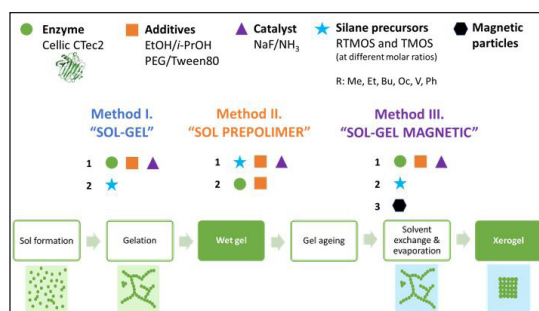 Enzyme
Cellic CTec2
Additives
EtOH/i-PrOH
PEG/Tween80
Catalyst
NaF/NH₃
Silane precursors
RTMOS and TMOS
(at different molar ratios)
R: Me, Et, Bu, Oc, V, Ph
Magnetic
particles
Method I.
"SOL-GEL"
Method II.
"SOL PREPOLIMER"
Method III.
"SOL-GEL MAGNETIC"
1
2
1
2
1
2
3
Sol formation
Gelation
Wet gel
Gel ageing
Solvent
exchange &
evaporation
Xerogel